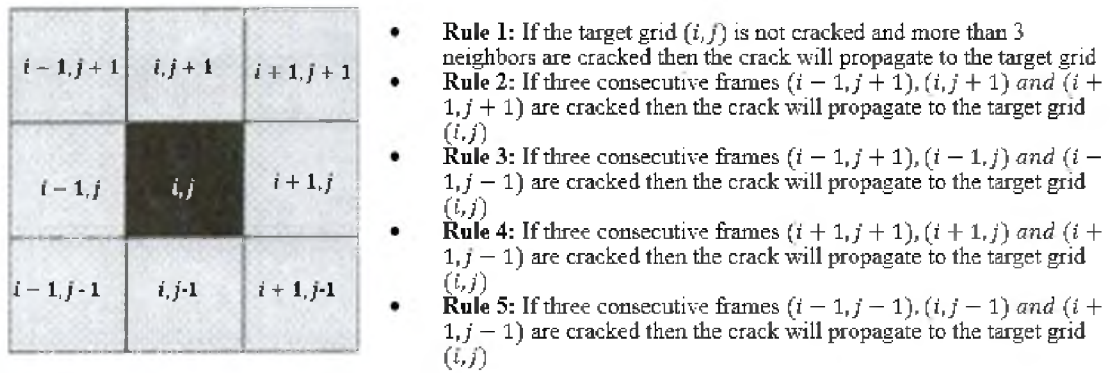 i - 1, j + 1
i, j + 1
i + 1, j + 1
i - 1, j
i, j
i + 1, j
i - 1, j - 1
i, j-1
i + 1, j-1
• Rule 1: If the target grid (i, j) is not cracked and more than 3
neighbors are cracked then the crack will propagate to the target grid
• Rule 2: If three consecutive frames (i − 1, j + 1), (i, j + 1) and (i +
1, j + 1) are cracked then the crack will propagate to the target grid
(i, j)
• Rule 3: If three consecutive frames (i − 1, j + 1), (i − 1, j) and (i −
1, j − 1) are cracked then the crack will propagate to the target grid
(i, j)
• Rule 4: If three consecutive frames (i + 1, j + 1), (i + 1, j) and (i +
1, j − 1) are cracked then the crack will propagate to the target grid
(i, j)
• Rule 5: If three consecutive frames (i − 1, j − 1), (i, j − 1) and (i +
1, j − 1) are cracked then the crack will propagate to the target grid
(i, j)